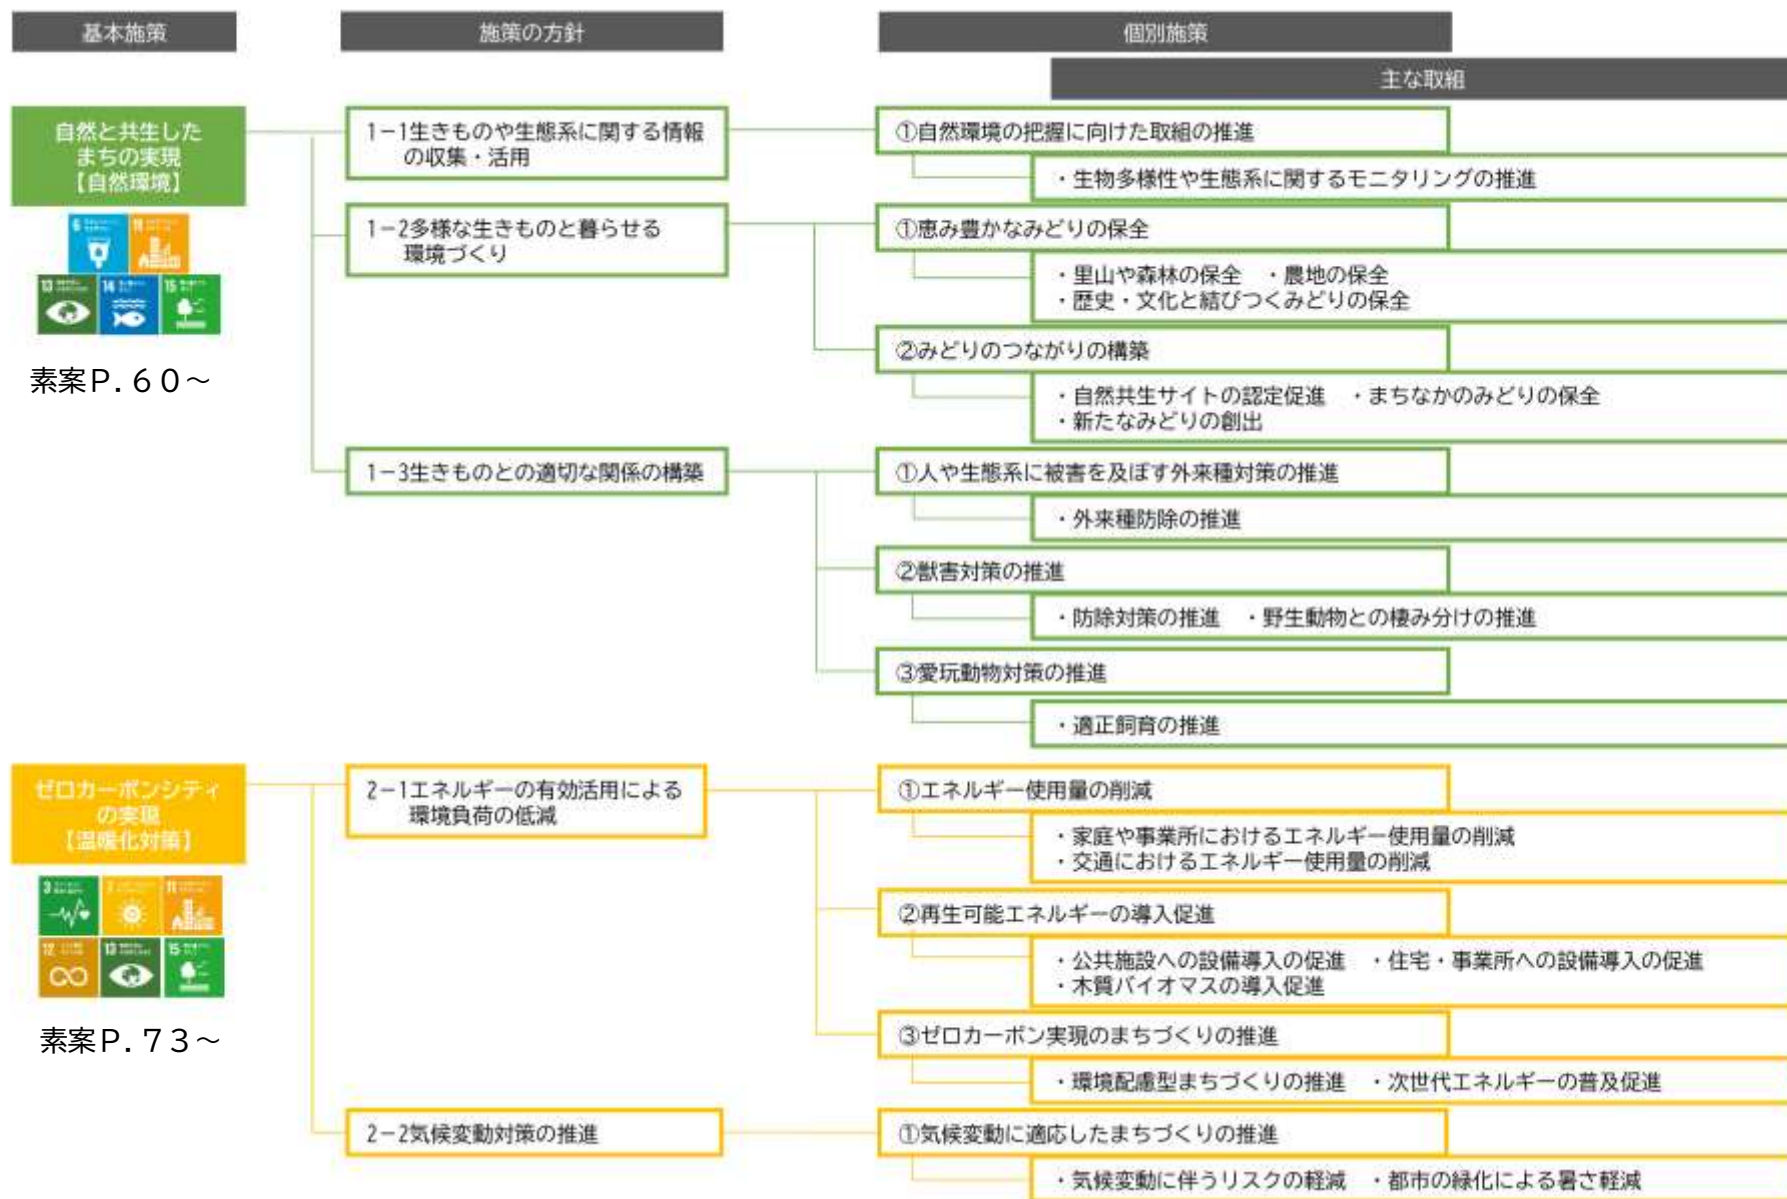 基本施策
施策の方針
個別施策
主な取組
自然と共生した
まちの実現
【自然環境】
6
11
13
14
15
素案P.60～
1－1生きものや生態系に関する情報
の収集・活用
①自然環境の把握に向けた取組の推進
・生物多様性や生態系に関するモニタリングの推進
1－2多様な生きものと暮らせる
環境づくり
①恵み豊かなみどりの保全
・里山や森林の保全　・農地の保全
・歴史・文化と結びつくみどりの保全
②みどりのつながりの構築
・自然共生サイトの認定促進　・まちなかのみどりの保全
・新たなみどりの創出
1－3生きものとの適切な関係の構築
①人や生態系に被害を及ぼす外来種対策の推進
・外来種防除の推進
②獣害対策の推進
・防除対策の推進　・野生動物との棲み分けの推進
③愛玩動物対策の推進
・適正飼育の推進
ゼロカーボンシティ
の実現
【温暖化対策】
3
7
11
12
13
15
素案P.73～
2－1エネルギーの有効活用による
環境負荷の低減
①エネルギー使用量の削減
・家庭や事業所におけるエネルギー使用量の削減
・交通におけるエネルギー使用量の削減
②再生可能エネルギーの導入促進
・公共施設への設備導入の促進　・住宅・事業所への設備導入の促進
・木質バイオマスの導入促進
③ゼロカーボン実現のまちづくりの推進
・環境配慮型まちづくりの推進　・次世代エネルギーの普及促進
2－2気候変動対策の推進
①気候変動に適応したまちづくりの推進
・気候変動に伴うリスクの軽減　・都市の緑化による暑さ軽減